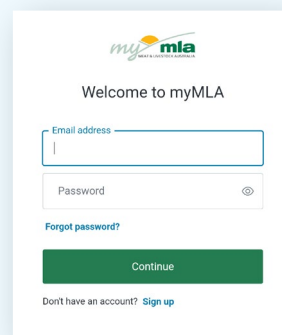 my mla
MEAT & LIVESTOCK AUSTRALIA
Welcome to myMLA
Email address
Password
Forgot password?
Continue
Don't have an account? Sign up